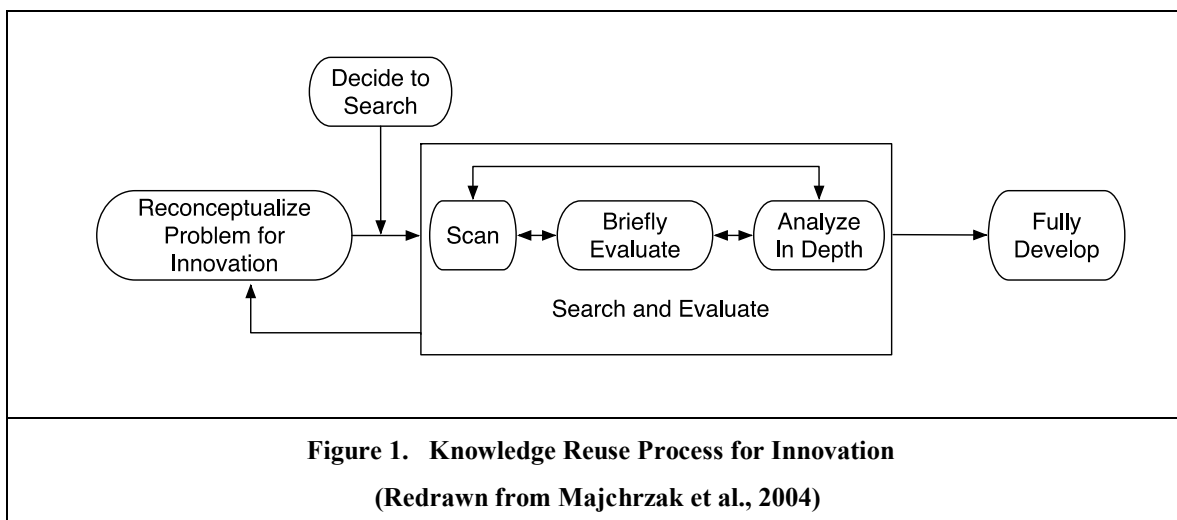 Decide to
Search
Reconceptualize
Problem for
Innovation
Scan
Briefly
Evaluate
Analyze
In Depth
Search and Evaluate
Fully
Develop
Figure 1. Knowledge Reuse Process for Innovation
(Redrawn from Majchrzak et al., 2004)